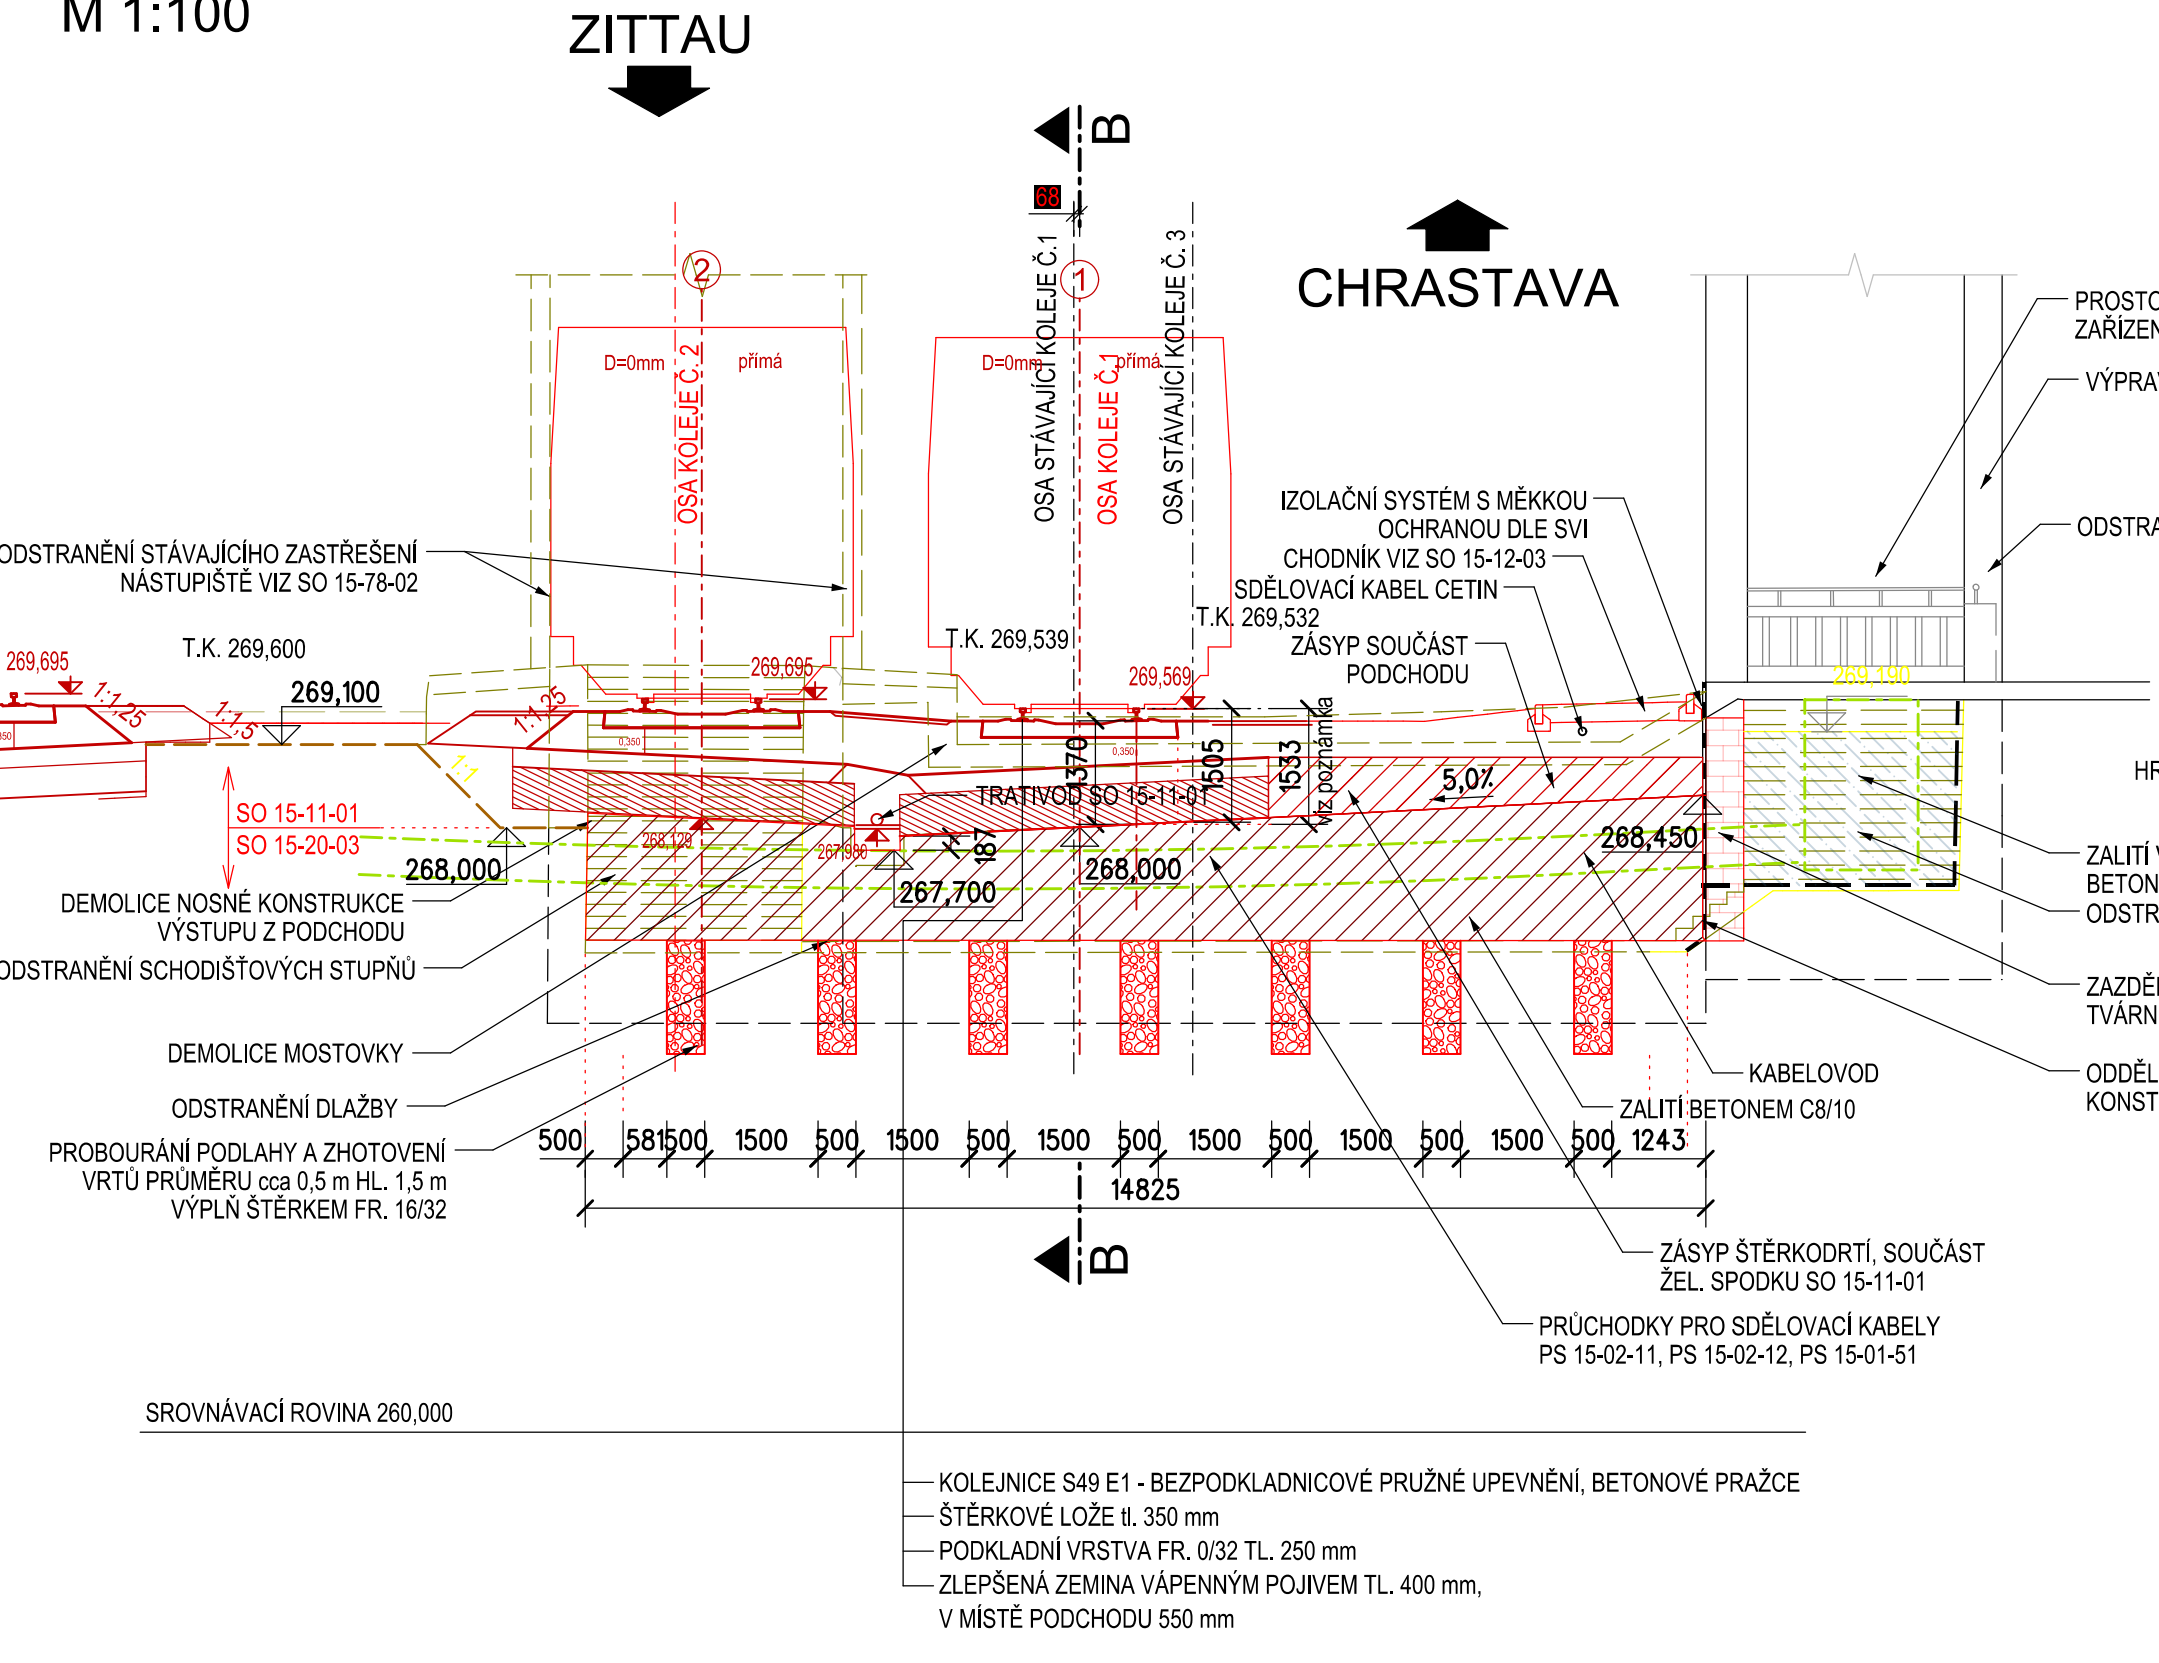 M 1:100
ZITTAU
B
68
OSA STÁVAJÍCÍ KOLEJE Č.1
OSA STÁVAJÍCÍ KOLEJE Č. 3
2
1
CHRASTAVA
D=0mm
přímá
OSA KOLEJE Č. 2
D=0mm
přímá
OSA KOLEJE Č.1
IZOLAČNÍ SYSTÉM S MĚKKOU
OCHRANOU DLE SVI
CHODNÍK VIZ SO 15-12-03
SDĚLOVACÍ KABEL CETIN
ZÁSYP SOUČÁST
PODCHODU
ODSTRANĚNÍ STÁVAJÍCÍHO ZASTŘEŠENÍ
NÁSTUPIŠTĚ VIZ SO 15-78-02
T.K. 269,600
T.K. 269,539
T.K. 269,532
269,695
269,100
269,695
269,569
269,190
1:1,25
1:1,5
1:1,25
1:1
0,350
0,350
1370
1505
1533
viz poznámka
5,0%
TRATIVOD SO 15-11-01
SO 15-11-01
SO 15-20-03
268,000
268,129
267,980
187
267,700
268,000
268,450
DEMOLICE NOSNÉ KONSTRUKCE
VÝSTUPU Z PODCHODU
ODSTRANĚNÍ SCHODIŠŤOVÝCH STUPŇŮ
DEMOLICE MOSTOVKY
ODSTRANĚNÍ DLAŽBY
PROBOURÁNÍ PODLAHY A ZHOTOVENÍ
VRTŮ PRŮMĚRU cca 0,5 m HL. 1,5 m
VÝPLŇ ŠTĚRKEM FR. 16/32
KABELOVOD
ZALITÍ BETONEM C8/10
500 581 500 1500 500 1500 500 1500 500 1500 500 1500 500 1500 500 1243
14825
B
ZÁSYP ŠTĚRKODRTÍ, SOUČÁST
ŽEL. SPODKU SO 15-11-01
PRŮCHODKY PRO SDĚLOVACÍ KABELY
PS 15-02-11, PS 15-02-12, PS 15-01-51
SROVNÁVACÍ ROVINA 260,000
KOLEJNICE S49 E1 - BEZPODKLADNICOVÉ PRUŽNÉ UPEVNĚNÍ, BETONOVÉ PRAŽCE
ŠTĚRKOVÉ LOŽE tl. 350 mm
PODKLADNÍ VRSTVA FR. 0/32 TL. 250 mm
ZLEPŠENÁ ZEMINA VÁPENNÝM POJIVEM TL. 400 mm,
V MÍSTĚ PODCHODU 550 mm
ZALITÍ
BETON